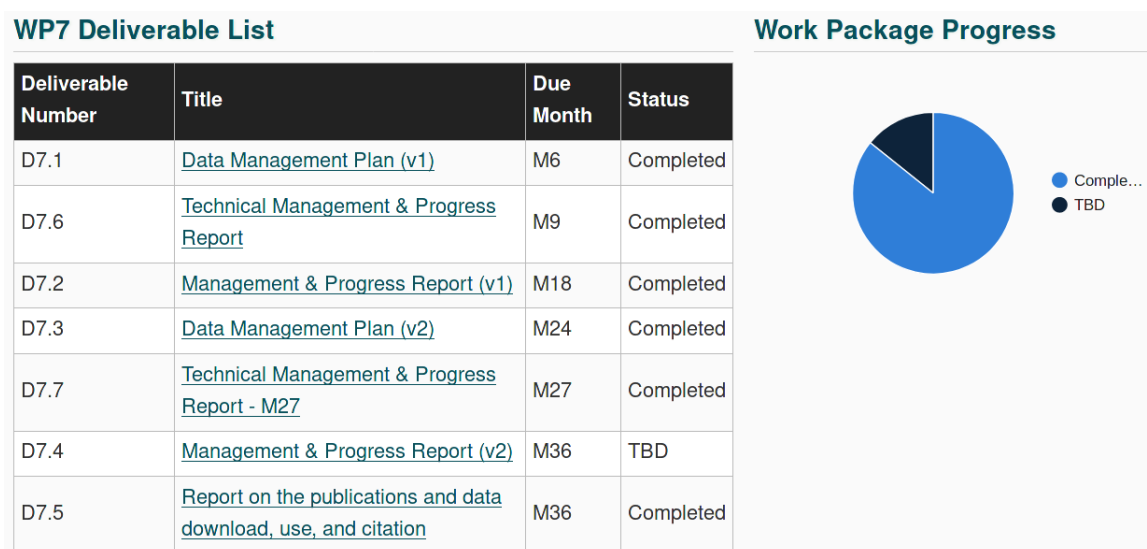 WP7 Deliverable List
Deliverable Number Title Due Month Status
D7.1 Data Management Plan (v1) M6 Completed
D7.6 Technical Management & Progress Report M9 Completed
D7.2 Management & Progress Report (v1) M18 Completed
D7.3 Data Management Plan (v2) M24 Completed
D7.7 Technical Management & Progress Report - M27 M27 Completed
D7.4 Management & Progress Report (v2) M36 TBD
D7.5 Report on the publications and data download, use, and citation M36 Completed
Work Package Progress
Comple…
TBD